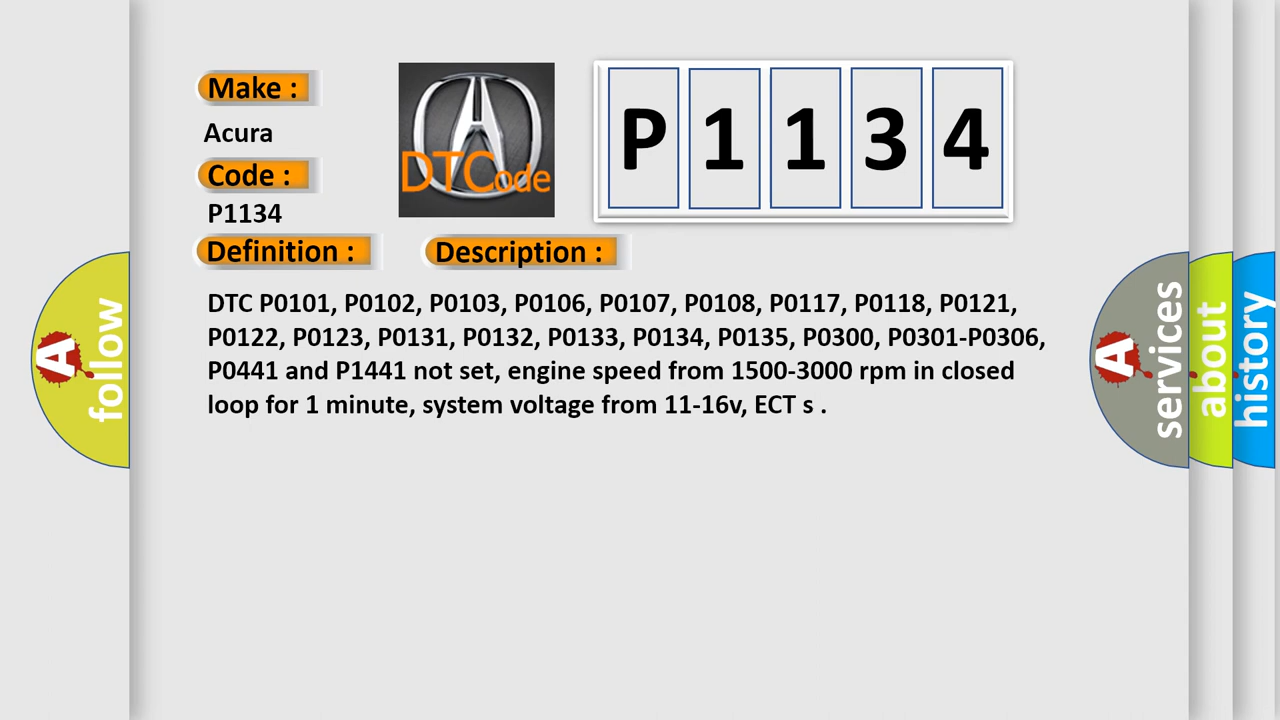 Make :
Acura
Code :
P1134
DTCode
P 1 1 3 4
Definition :
Description :
DTC P0101, P0102, P0103, P0106, P0107, P0108, P0117, P0118, P0121,
P0122, P0123, P0131, P0132, P0133, P0134, P0135, P0300, P0301-P0306,
P0441 and P1441 not set, engine speed from 1500-3000 rpm in closed
loop for 1 minute, system voltage from 11-16v, ECT s .
A
follow
A
services
about
history